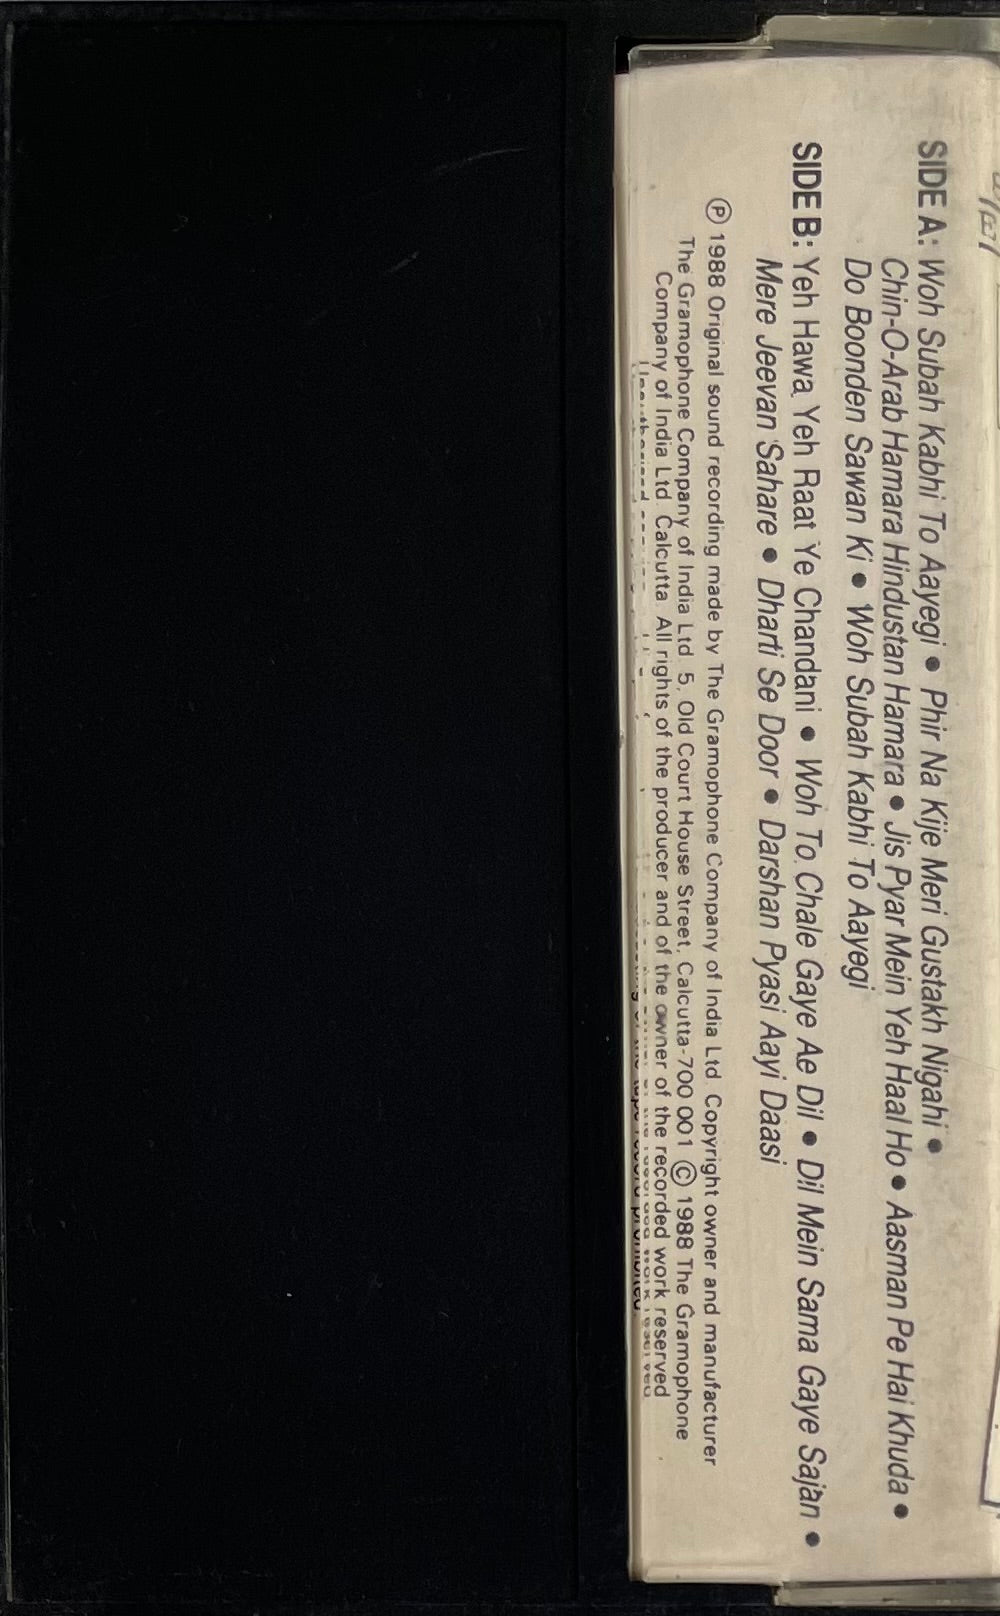 SIDE A: Woh Subah Kabhi To Aayegi • Phir Na Kije Meri Gustakh Nigahi •
Chin-O-Arab Hamara Hindustan Hamara • Jis Pyar Mein Yeh Haal Ho • Aasman Pe Hai Khuda •
Do Boonden Sawan Ki • Woh Subah Kabhi To Aayegi
SIDE B: Yeh Hawa Yeh Raat Ye Chandani • Woh To Chale Gaye Ae Dil • Dil Mein Sama Gaye Sajan •
Mere Jeevan Sahare • Dharti Se Door • Darshan Pyasi Aayi Daasi
Ⓟ 1988 Original sound recording made by The Gramophone Company of India Ltd. Copyright owner and manufacturer
The Gramophone Company of India Ltd. 5, Old Court House Street, Calcutta-700 001 © 1988 The Gramophone
Company of India Ltd. Calcutta. All rights of the producer and of the owner of the recorded work reserved
prohibited.